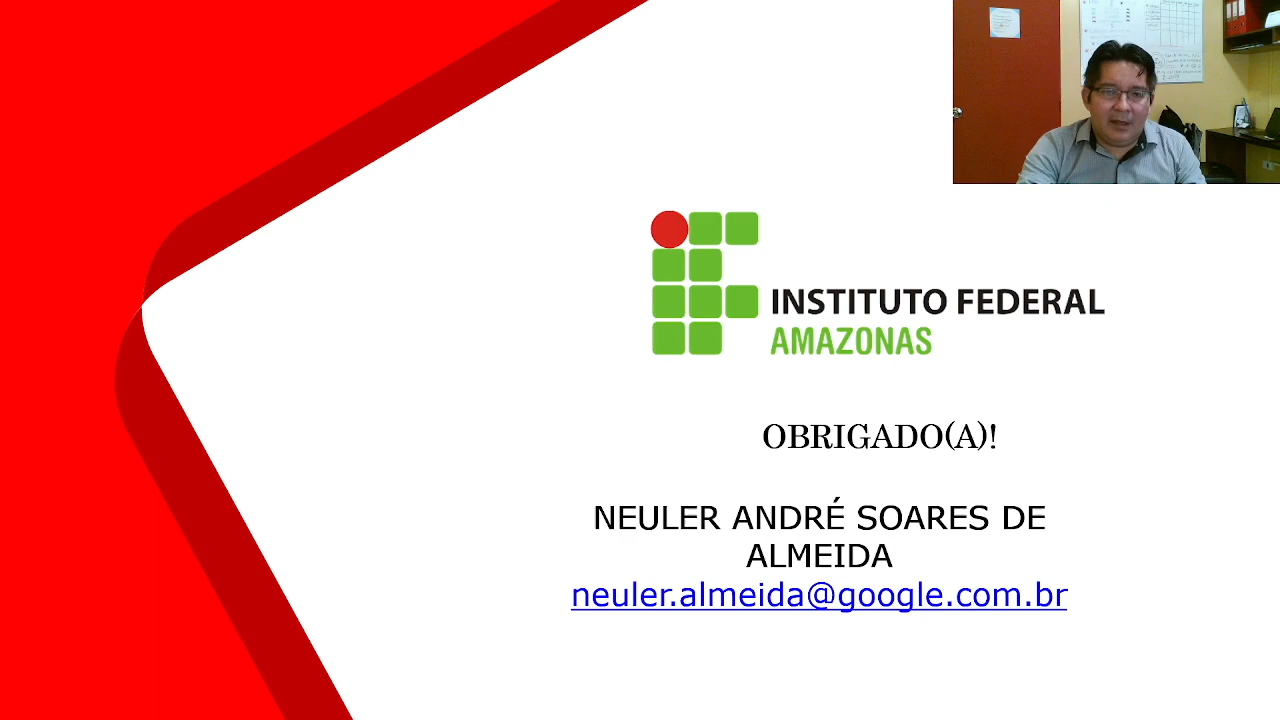 INSTITUTO FEDERAL
AMAZONAS
OBRIGADO(A)!
NEULER ANDRÉ SOARES DE
ALMEIDA
neuler.almeida@google.com.br